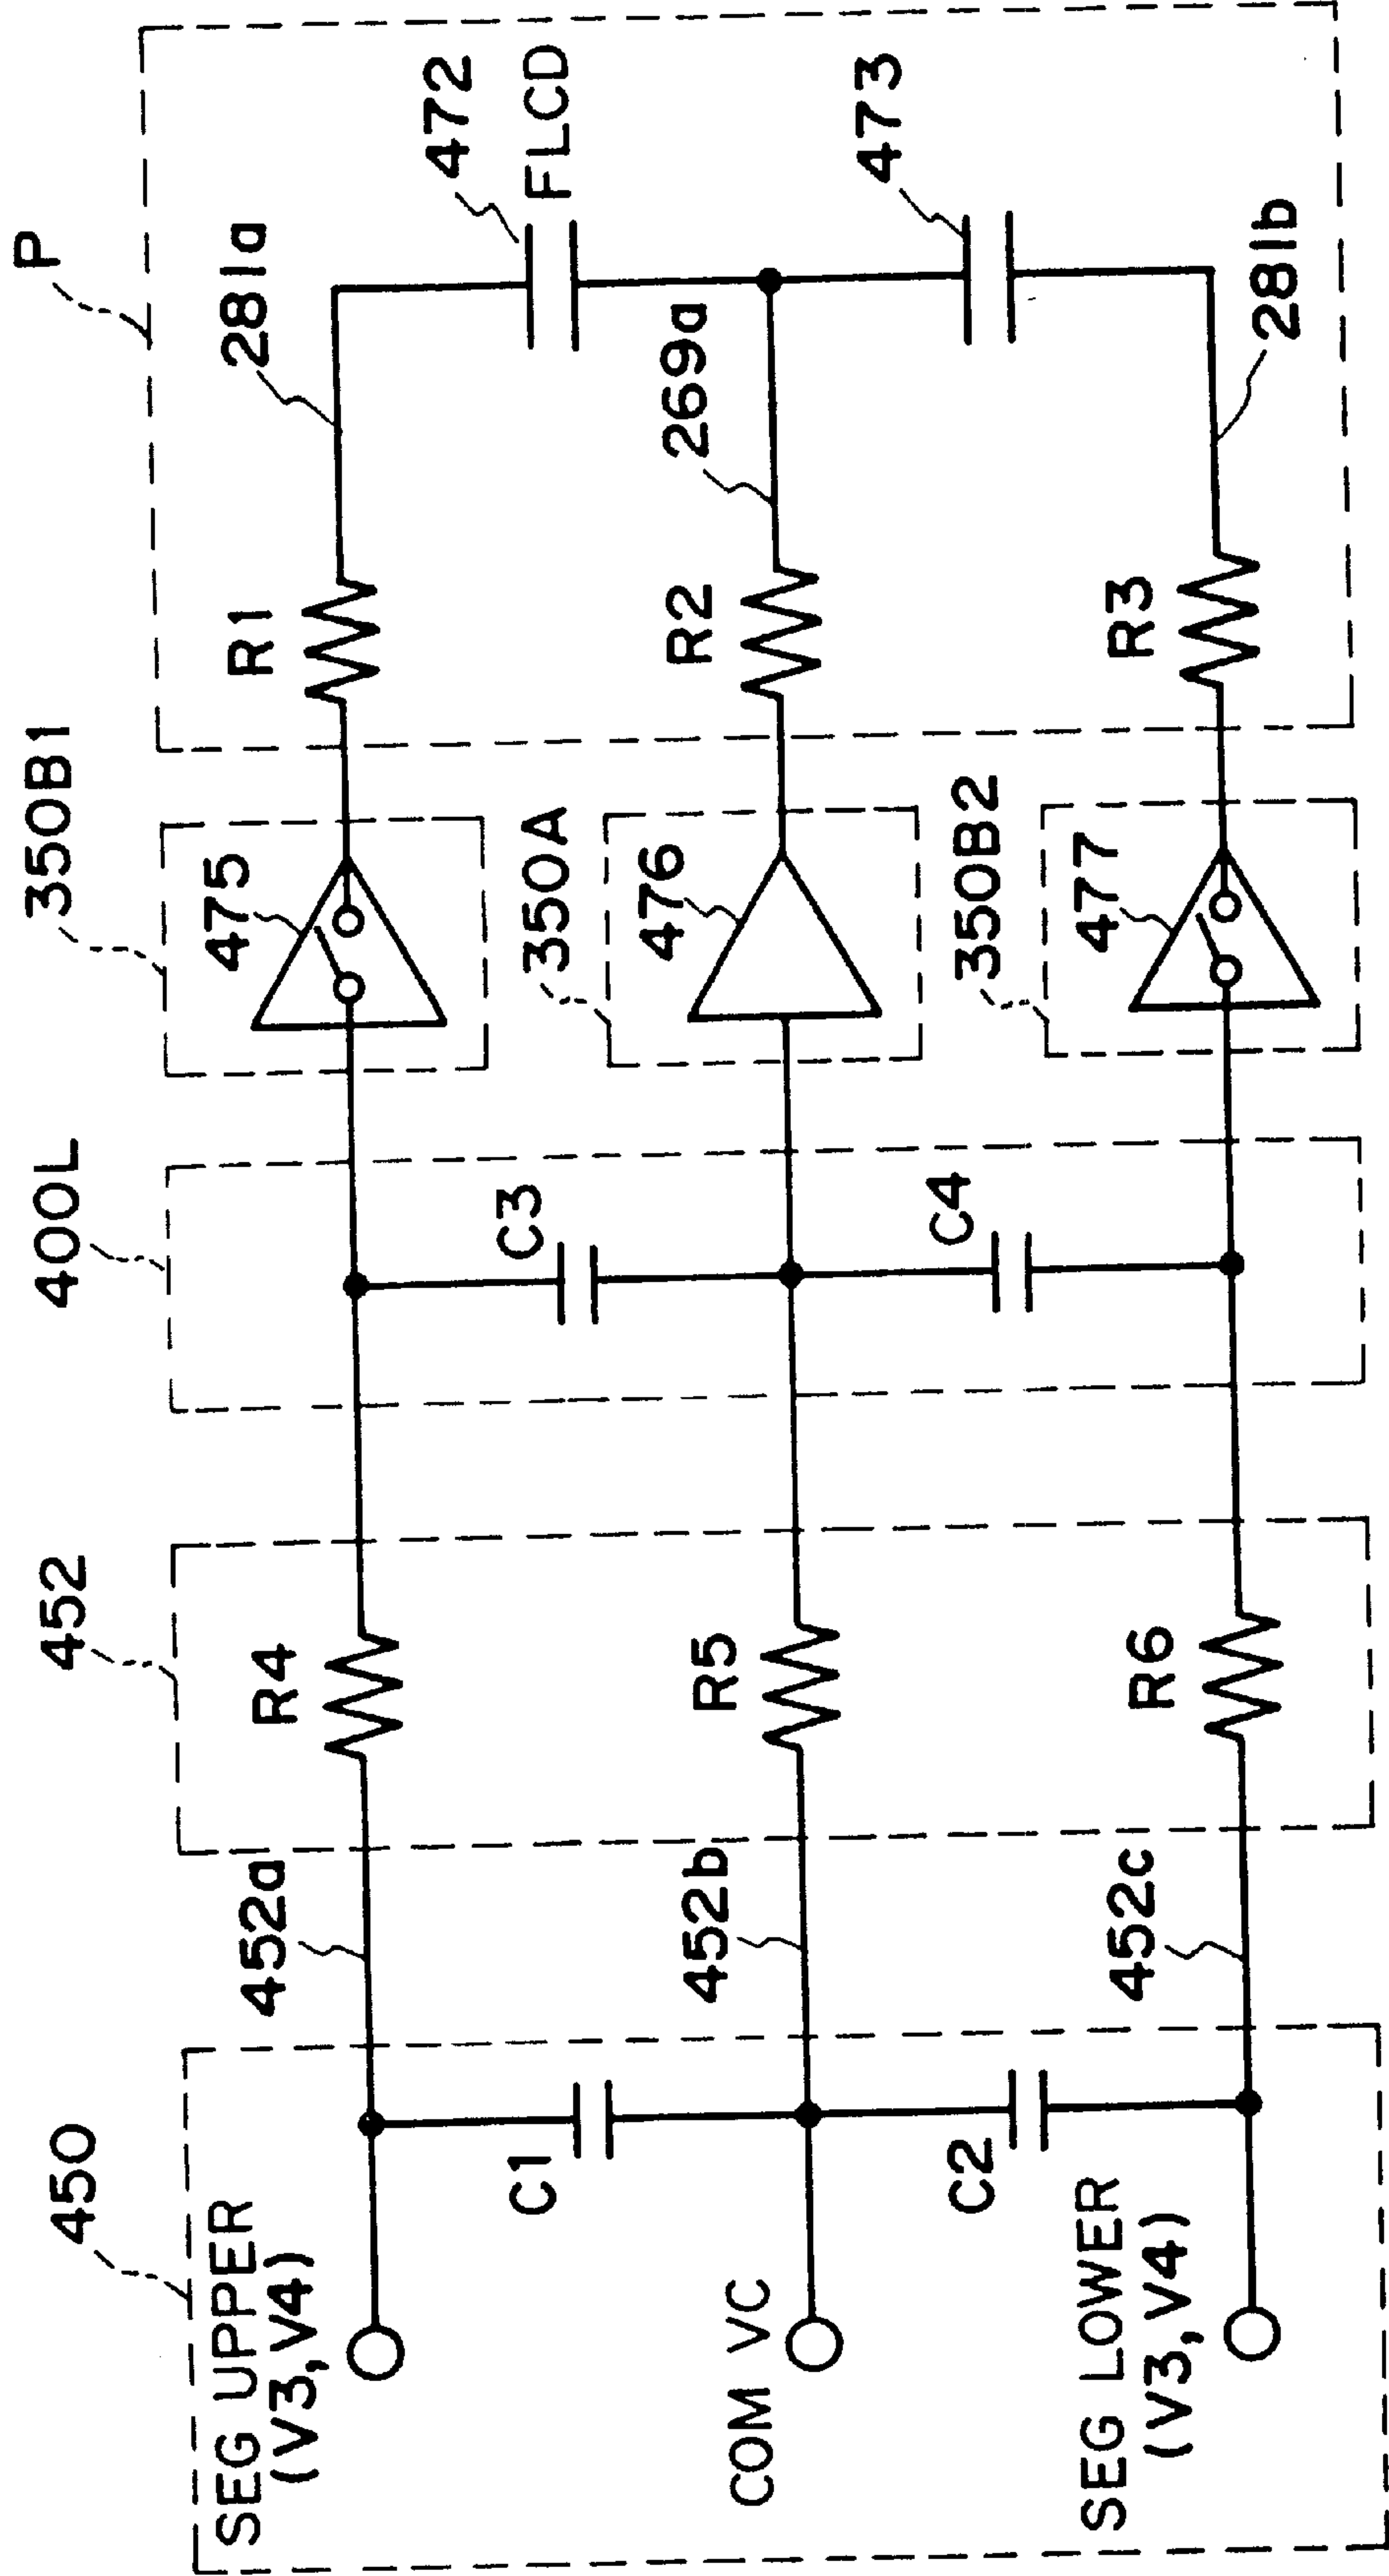 450
452
400L
350B1
P
SEG UPPER
(V3, V4)
452a
R4
475
R1
281a
472
FLCD
C1
C3
350A
COM VC
452b
R5
476
R2
269a
473
C2
C4
350B2
SEG LOWER
(V3, V4)
452c
R6
477
R3
281b